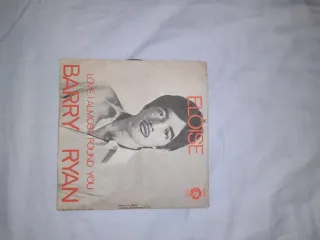 ELOISE
LOVE I ALMOST FOUND YOU
BARRY RYAN